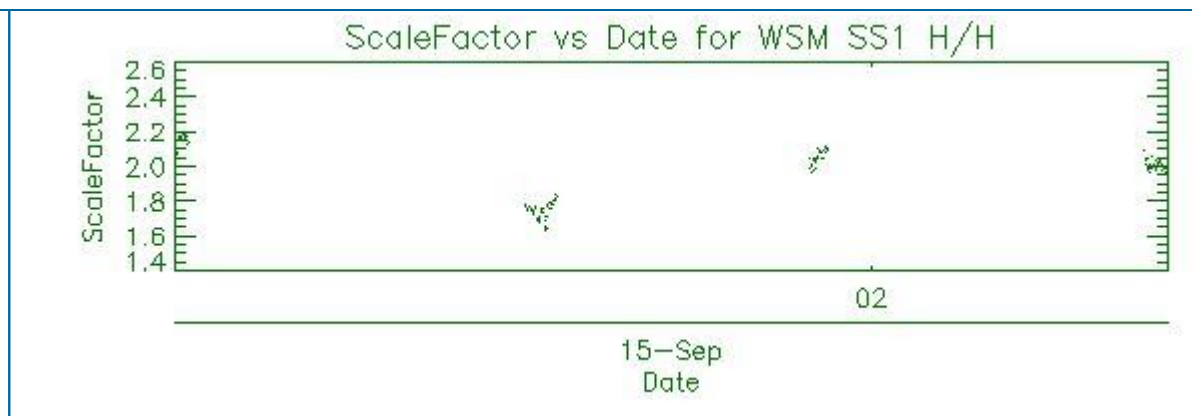 ScaleFactor vs Date for WSM SS1 H/H
ScaleFactor
2.6
2.4
2.2
2.0
1.8
1.6
1.4
02
15-Sep
Date